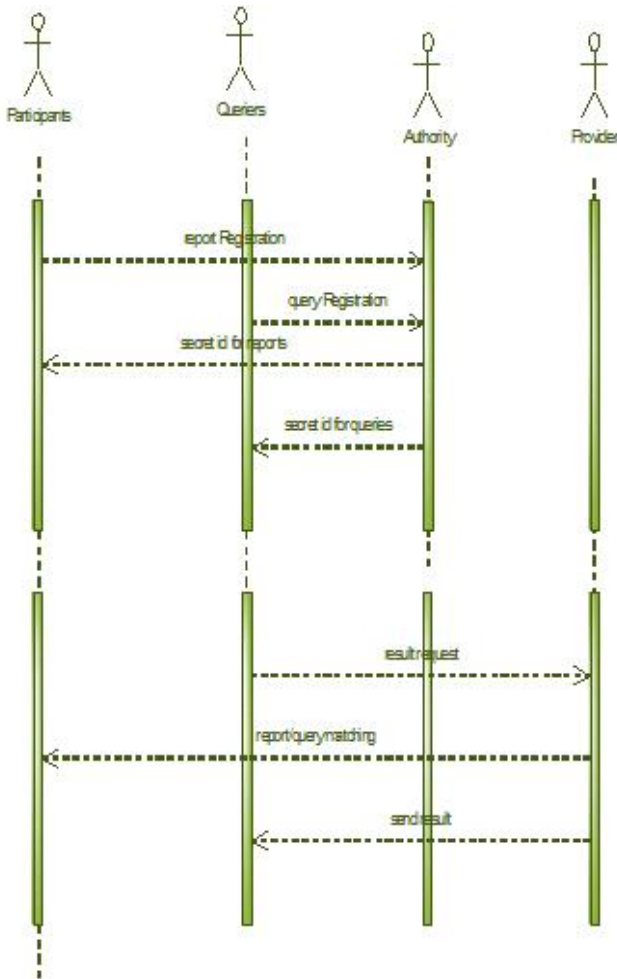 Participants
Queriers
Authority
Provider
report Registration
query Registration
secret id for reports
secret id for queries
result request
report/query matching
send result